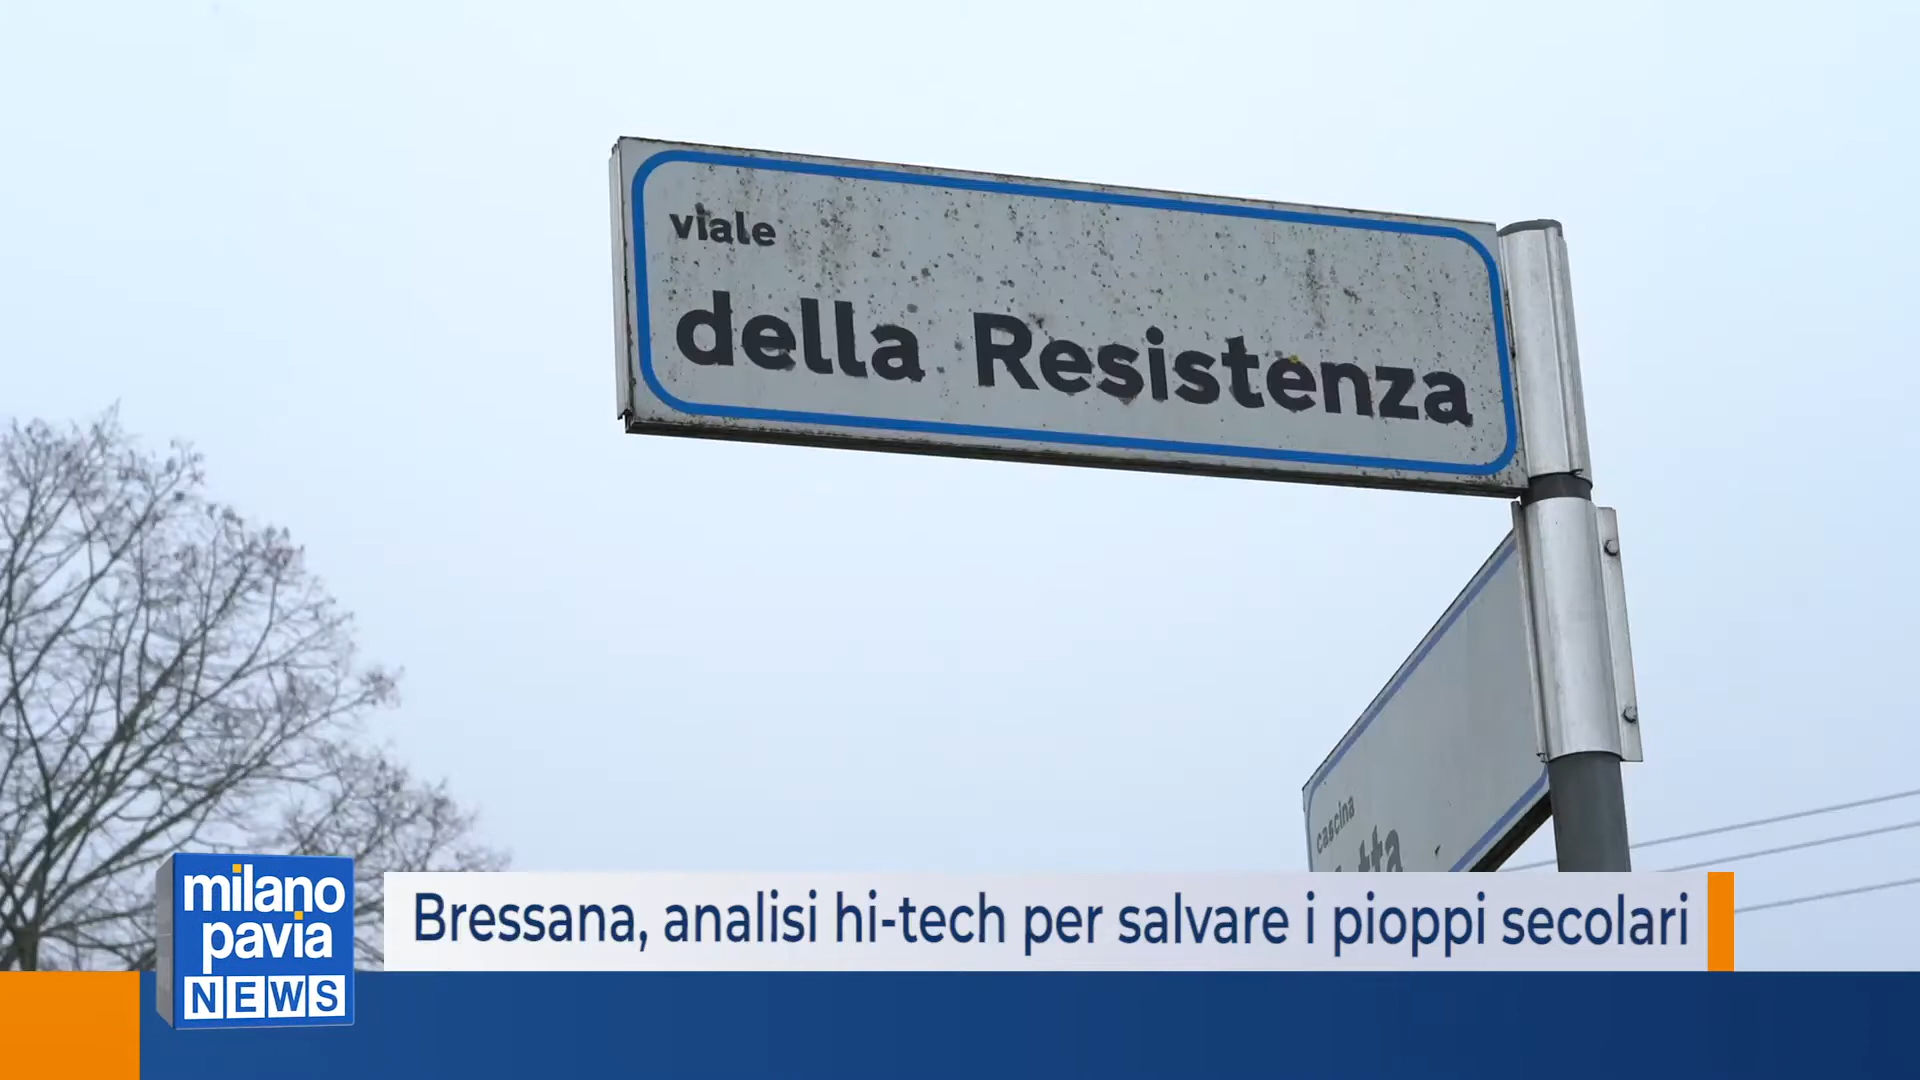 viale
della Resistenza
cascina
milano
pavia
NEWS
Bressana, analisi hi-tech per salvare i pioppi secolari